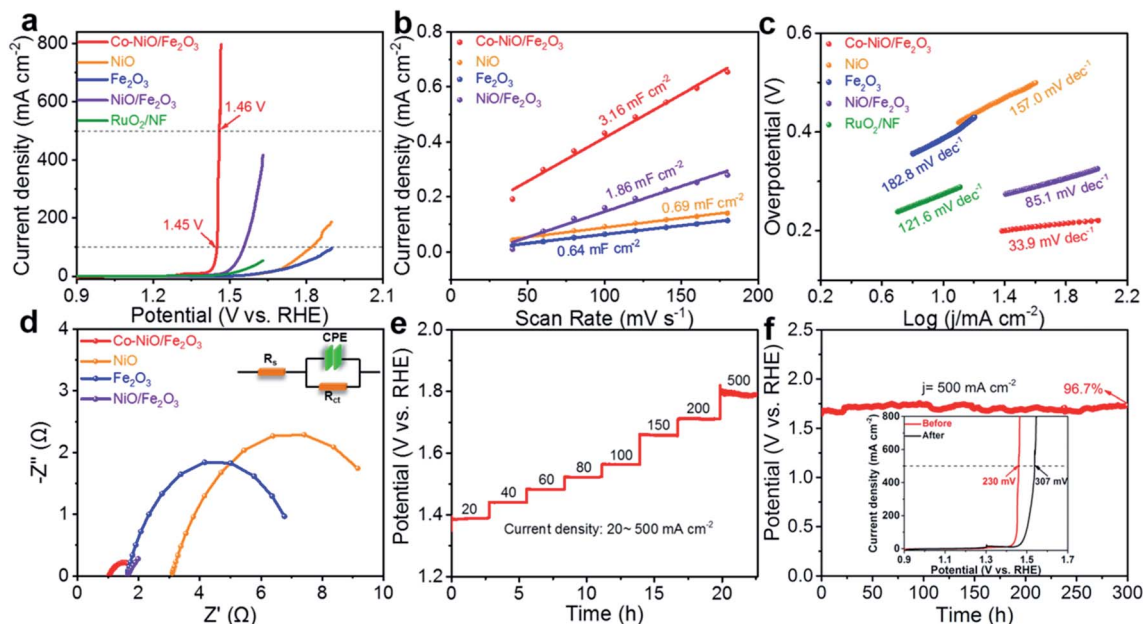 a
Co-NiO/Fe₂O₃
NiO
Fe₂O₃
NiO/Fe₂O₃
RuO₂/NF
1.46 V
1.45 V
Current density (mA cm⁻²)
800
600
400
200
100
0
0.9
1.2
1.5
1.8
2.1
Potential (V vs. RHE)
b
Co-NiO/Fe₂O₃
NiO
Fe₂O₃
NiO/Fe₂O₃
3.16 mF cm⁻²
1.86 mF cm⁻²
0.69 mF cm⁻²
0.64 mF cm⁻²
Current density (mA cm⁻²)
0.8
0.6
0.4
0.2
0.0
0
40
80
120
160
200
Scan Rate (mV s⁻¹)
c
Co-NiO/Fe₂O₃
NiO
Fe₂O₃
NiO/Fe₂O₃
RuO₂/NF
157.0 mV dec⁻¹
182.8 mV dec⁻¹
121.6 mV dec⁻¹
85.1 mV dec⁻¹
33.9 mV dec⁻¹
Overpotential (V)
0.6
0.4
0.2
0.2
0.6
1.0
1.4
1.8
2.2
Log (j/mA cm⁻²)
d
Co-NiO/Fe₂O₃
NiO
Fe₂O₃
NiO/Fe₂O₃
CPE
Rs
Rct
-Z'' (Ω)
4
3
2
1
0
0
2
4
6
8
10
Z' (Ω)
e
20
40
60
80
100
150
200
500
Current density: 20~ 500 mA cm⁻²
Potential (V vs. RHE)
2.0
1.8
1.6
1.4
1.2
0
5
10
15
20
Time (h)
f
j= 500 mA cm⁻²
96.7%
Potential (V vs. RHE)
2.5
2.0
1.5
1.0
0.5
0.0
0
50
100
150
200
250
300
Time (h)
Before
After
230 mV
307 mV
Current density (mA cm⁻²)
800
600
400
200
0
0.9
1.1
1.3
1.5
1.7
Potential (V vs. RHE)